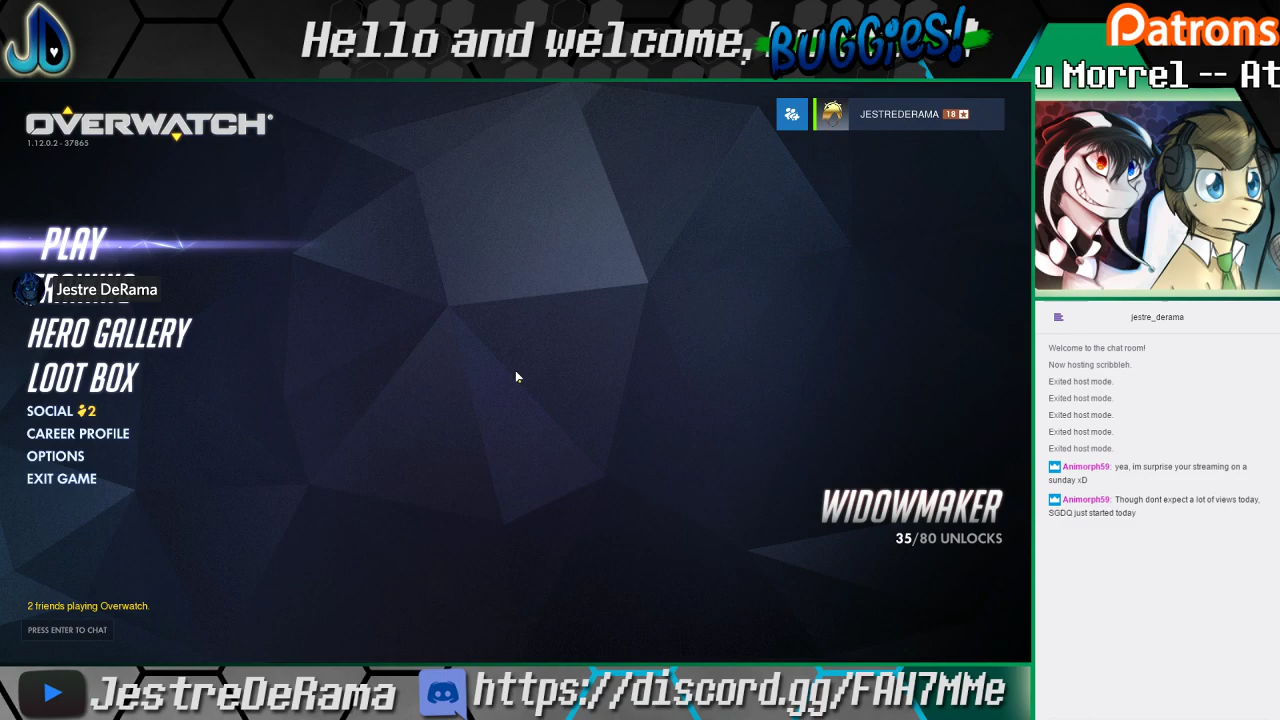 Hello and welcome, BUGGiES!
Patrons
u Morrel -- At
OVERWATCH
1.12.0.2 - 37865
JESTREDERAMA 18
PLAY
Jestre DeRama
HERO GALLERY
LOOT BOX
SOCIAL 2
CAREER PROFILE
OPTIONS
EXIT GAME
WIDOWMAKER
35/80 UNLOCKS
2 friends playing Overwatch.
PRESS ENTER TO CHAT
jestre_derama
Welcome to the chat room!
Now hosting scribbleh.
Exited host mode.
Exited host mode.
Exited host mode.
Exited host mode.
Exited host mode.
Animorph59: yea, im surprise your streaming on a
sunday xD
Animorph59: Though dont expect a lot of views today,
SGDQ just started today
JestreDeRama
https://discord.gg/FAH7MMe